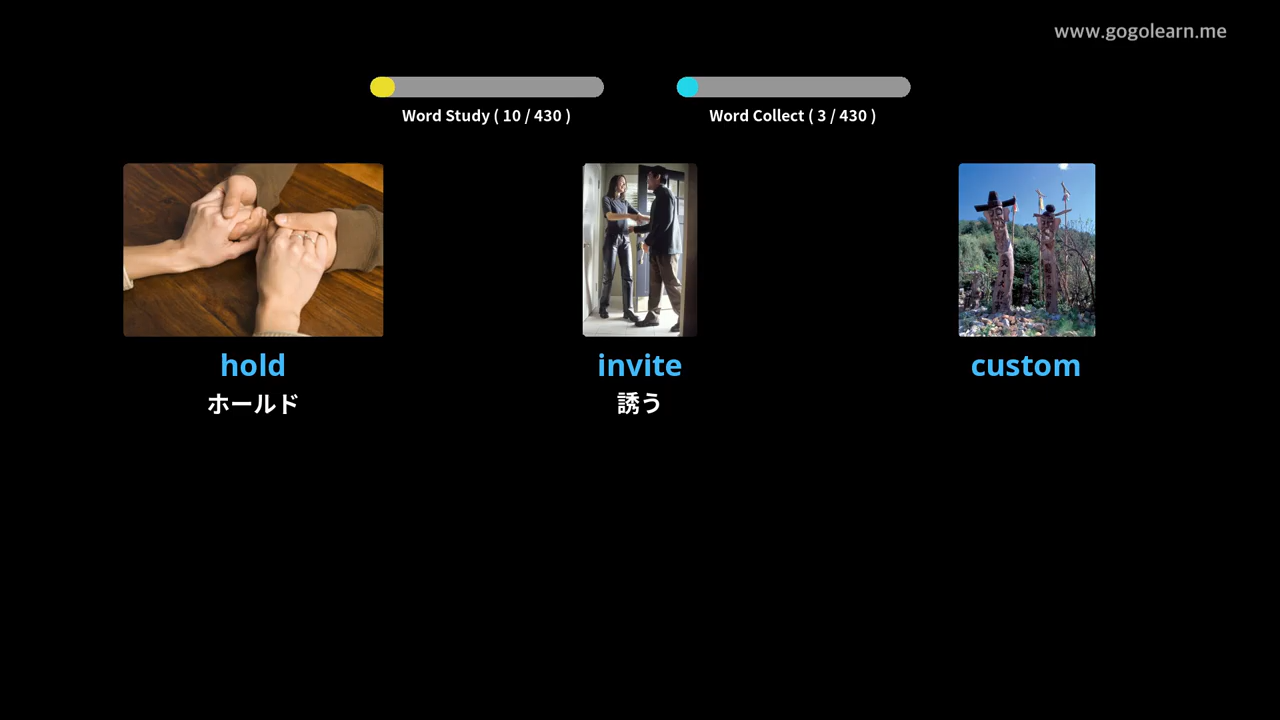 www.gogolearn.me
Word Study ( 10 / 430 )
Word Collect ( 3 / 430 )
hold
ホールド
invite
誘う
custom